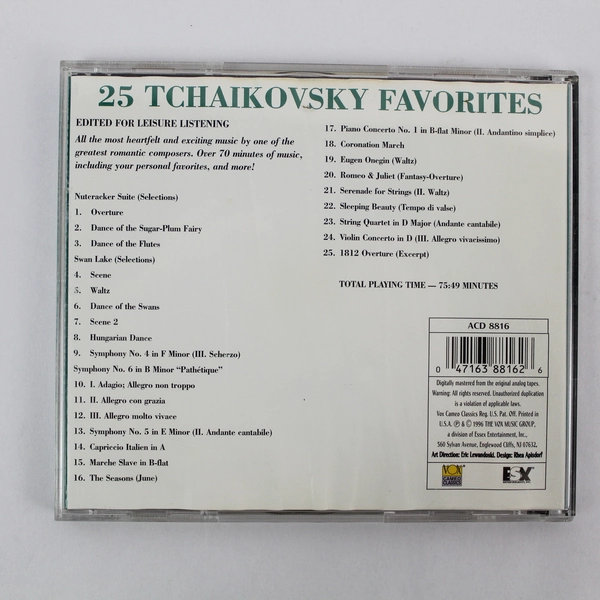 25 TCHAIKOVSKY FAVORITES
EDITED FOR LEISURE LISTENING
All the most heartfelt and exciting music by one of the
greatest romantic composers. Over 70 minutes of music,
including your personal favorites, and more!
Nutcracker Suite (Selections)
1. Overture
2. Dance of the Sugar-Plum Fairy
3. Dance of the Flutes
Swan Lake (Selections)
4. Scene
5. Waltz
6. Dance of the Swans
7. Scene 2
8. Hungarian Dance
9. Symphony No. 4 in F Minor (III. Scherzo)
Symphony No. 6 in B Minor "Pathétique"
10. I. Adagio; Allegro non troppo
11. II. Allegro con grazia
12. III. Allegro molto vivace
13. Symphony No. 5 in E Minor (II. Andante cantabile)
14. Capriccio Italien in A
15. Marche Slave in B-flat
16. The Seasons (June)
17. Piano Concerto No. 1 in B-flat Minor (II. Andantino simplice)
18. Coronation March
19. Eugen Onegin (Waltz)
20. Romeo & Juliet (Fantasy-Overture)
21. Serenade for Strings (II. Waltz)
22. Sleeping Beauty (Tempo di valse)
23. String Quartet in D Major (Andante cantabile)
24. Violin Concerto in D (III. Allegro vivacissimo)
25. 1812 Overture (Excerpt)
TOTAL PLAYING TIME — 75:49 MINUTES
ACD 8816
0 47163 88162 6
Digitally mastered from the original analog tapes.
Warning: All rights reserved. Unauthorized duplication
is a violation of applicable laws.
Vox Cameo Classics Reg. U.S. Pat. Off. Printed in
U.S.A. ℗ & © 1996 THE VOX MUSIC GROUP,
a division of Essex Entertainment, Inc.,
560 Sylvan Avenue, Englewood Cliffs, NJ 07632.
Art Direction: Eric Lewandoski. Design: Rhea Apisdorf
VOX
CAMEO
CLASSICS
ESX